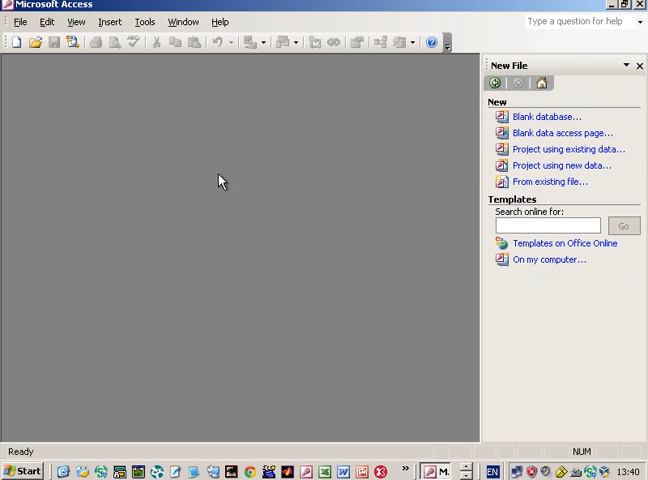 Microsoft Access
File Edit View Insert Tools Window Help
Type a question for help
New File
New
Blank database...
Blank data access page...
Project using existing data...
Project using new data...
From existing file...
Templates
Search online for:
Go
Templates on Office Online
On my computer...
Ready
NUM
Start
M.
EN
13:40